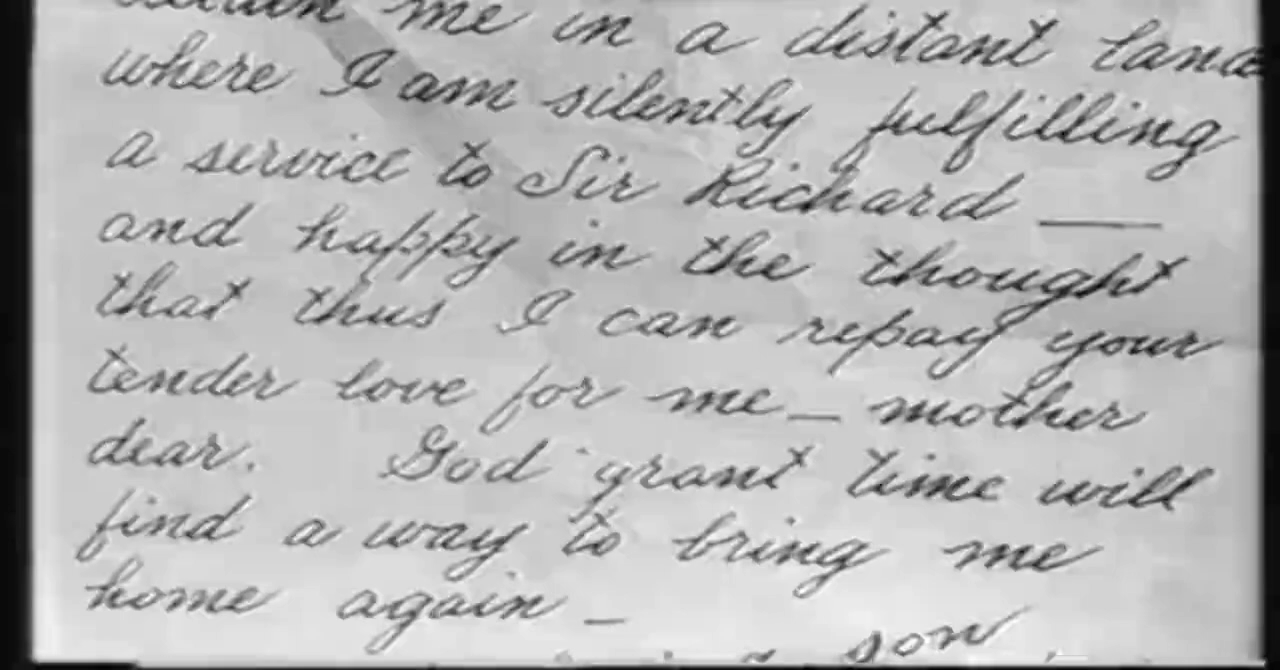 me in a distant land
where I am silently fulfilling
a service to Sir Richard ——
and happy in the thought
that thus I can repay your
tender love for me — mother
dear. God grant time will
find a way to bring me
home again —
son